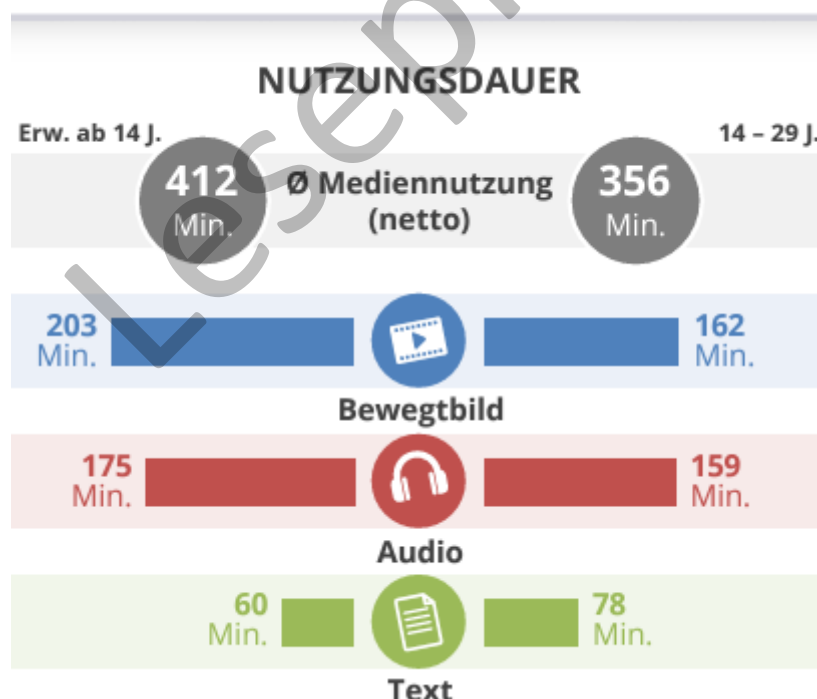 NUTZUNGSDAUER
Erw. ab 14 J.
14 – 29 J.
412
Min.
Ø Mediennutzung
(netto)
356
Min.
203
Min.
162
Min.
Bewegtbild
175
Min.
159
Min.
Audio
60
Min.
78
Min.
Text